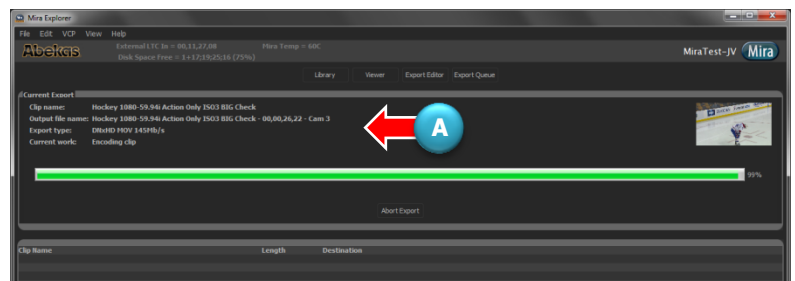 Mira Explorer
File Edit VCP View Help
Abekas
External LTC In = 00,11,27,08 Mira Temp = 60C
Disk Space Free = 1+17;19;25;16 (75%)
MiraTest-JV Mira
Library Viewer Export Editor Export Queue
Current Export
Clip name: Hockey 1080-59.94i Action Only ISO3 BIG Check
Output file name: Hockey 1080-59.94i Action Only ISO3 BIG Check - 00,00,26,22 - Cam 3
Export type: DNxHD MOV 145Mb/s
Current work: Encoding clip
A
99%
Abort Export
Clip Name Length Destination